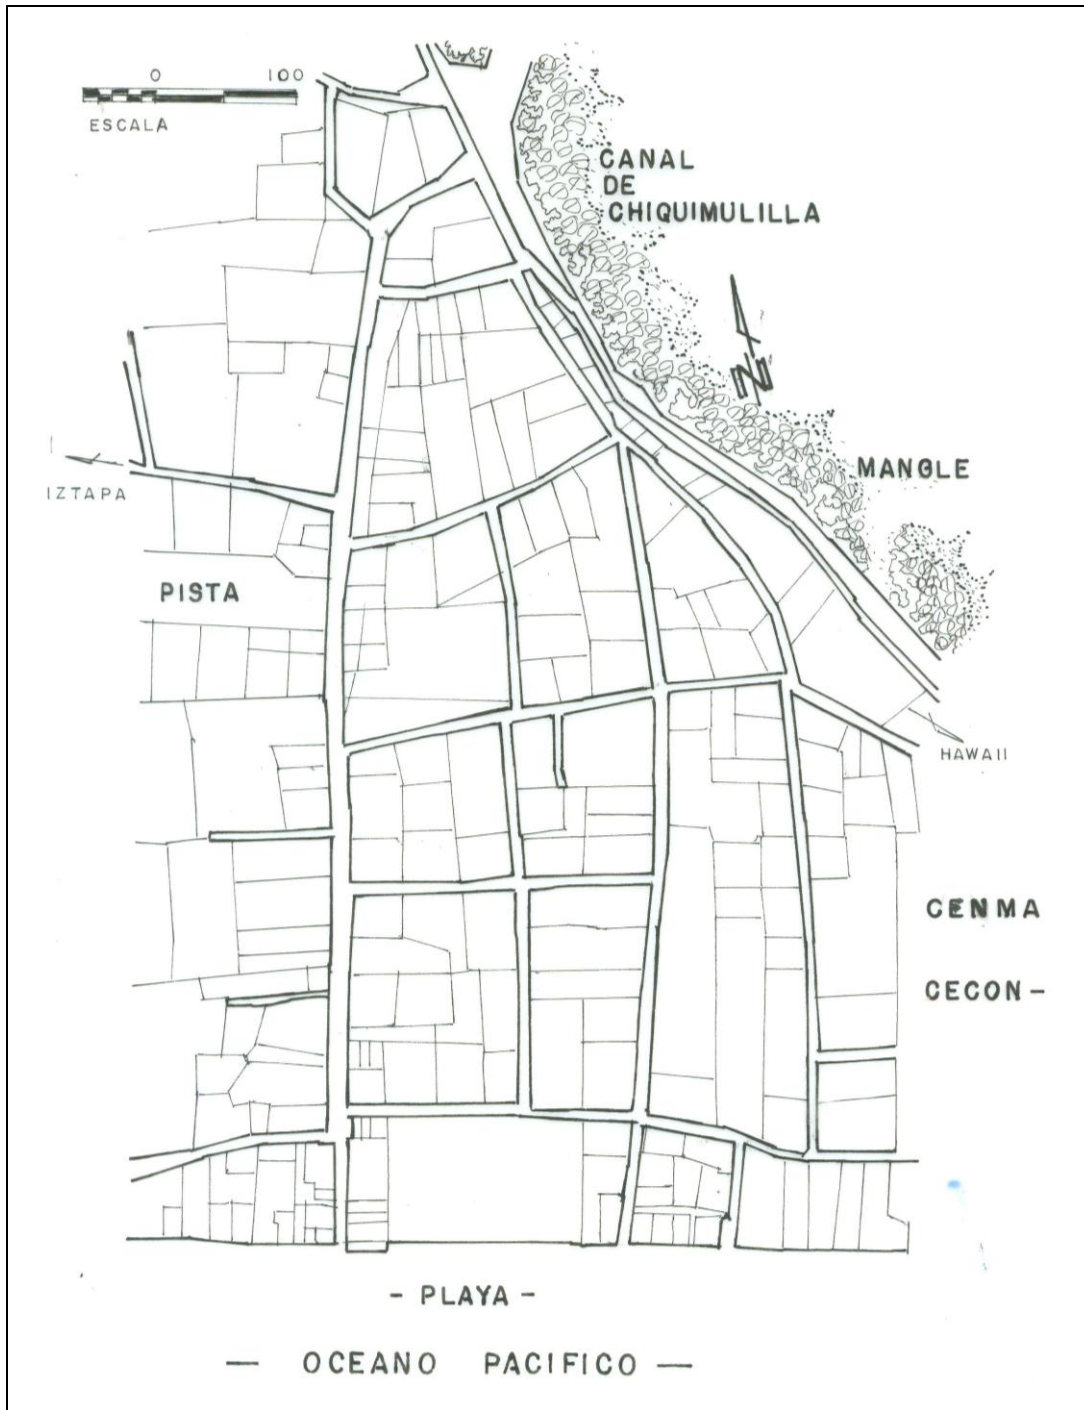 0 100
ESCALA
CANAL
DE
CHIQUIMULILLA
N
MANGLE
IZTAPA
PISTA
HAWAII
CENMA
CECON -
- PLAYA -
— OCEANO PACIFICO —